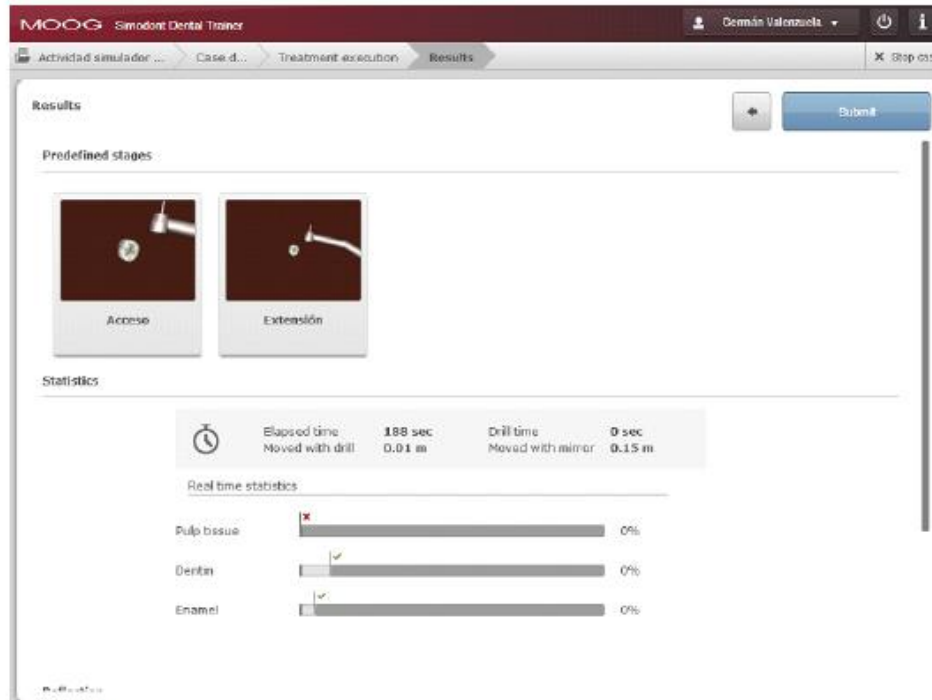 MOOG Simodont Dental Trainer
Germán Valenzuela
Actividad simulador ... Case d... Treatment execution Results
Stop cas
Results
Submit
Predefined stages
Acceso Extensión
Statistics
Elapsed time 188 sec Drill time 0 sec
Moved with drill 0.01 m Moved with mirror 0.15 m
Real time statistics
Pulp tissue 0%
Dentin 0%
Enamel 0%